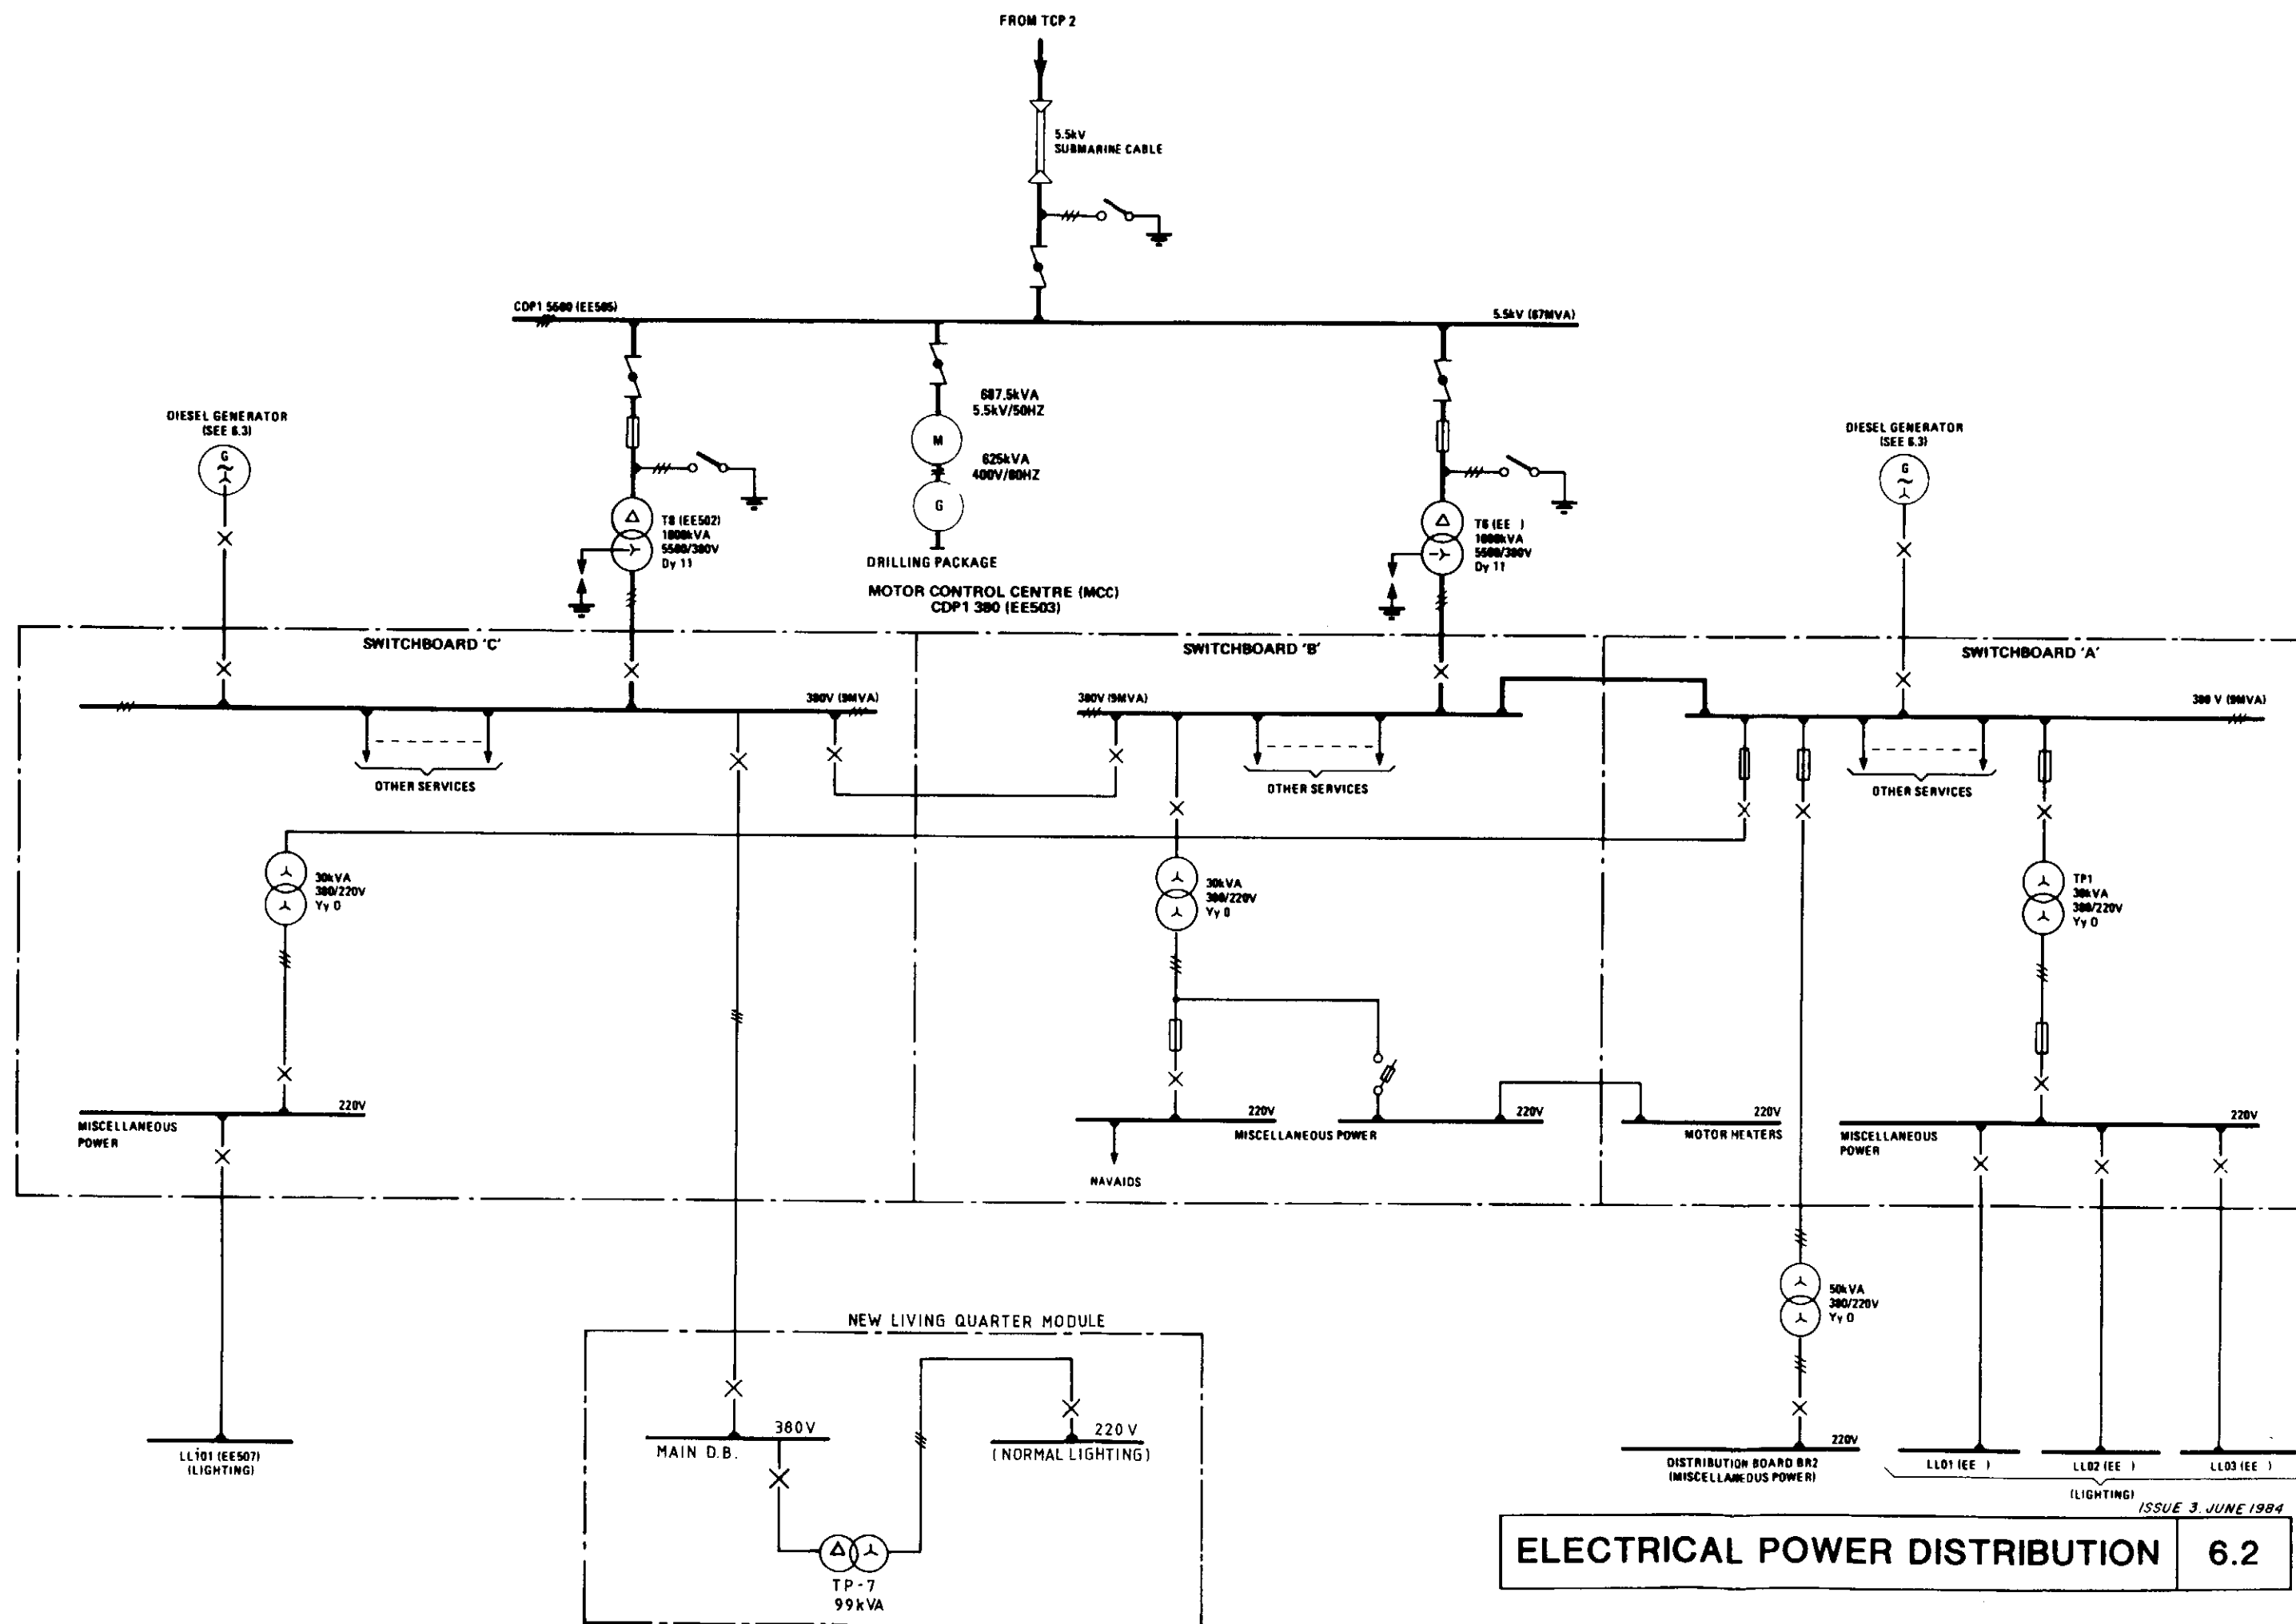 FROM TCP 2
5.5kV
SUBMARINE CABLE
CDP1 5500 (EE505)
5.5kV (67MVA)
687.5kVA
5.5kV/50HZ
M
625kVA
400V/60HZ
G
DRILLING PACKAGE
DIESEL GENERATOR
(SEE 6.3)
G
DIESEL GENERATOR
(SEE 6.3)
G
T8 (EE502)
1000kVA
5500/380V
Dy 11
T6 (EE )
1000kVA
5500/380V
Dy 11
MOTOR CONTROL CENTRE (MCC)
CDP1 380 (EE503)
SWITCHBOARD 'C'
SWITCHBOARD 'B'
SWITCHBOARD 'A'
380V (9MVA)
380V (9MVA)
380 V (9MVA)
OTHER SERVICES
OTHER SERVICES
OTHER SERVICES
30kVA
380/220V
Yy 0
30kVA
380/220V
Yy 0
TP1
30kVA
380/220V
Yy 0
220V
MISCELLANEOUS
POWER
220V
MISCELLANEOUS POWER
220V
NAVAIDS
220V
MOTOR HEATERS
220V
MISCELLANEOUS
POWER
50kVA
380/220V
Yy 0
NEW LIVING QUARTER MODULE
380V
MAIN D.B.
220 V
(NORMAL LIGHTING)
TP-7
99kVA
LL101 (EE507)
(LIGHTING)
220V
DISTRIBUTION BOARD BR2
(MISCELLANEOUS POWER)
LL01 (EE )
LL02 (EE )
LL03 (EE )
(LIGHTING)
ISSUE 3. JUNE 1984
ELECTRICAL POWER DISTRIBUTION 6.2